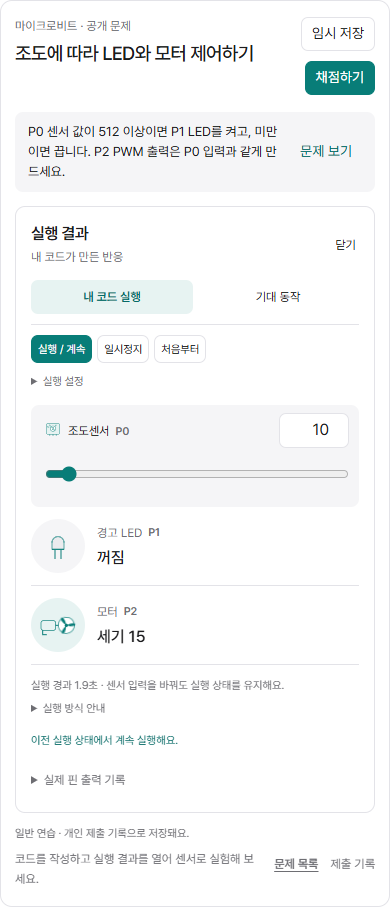 마이크로비트 · 공개 문제
임시 저장
조도에 따라 LED와 모터 제어하기
채점하기
P0 센서 값이 512 이상이면 P1 LED를 켜고, 미만
이면 끕니다. P2 PWM 출력은 P0 입력과 같게 만
드세요.
문제 보기
실행 결과
내 코드가 만든 반응
닫기
내 코드 실행
기대 동작
실행 / 계속
일시정지
처음부터
▶ 실행 설정
조도센서 P0
10
경고 LED P1
꺼짐
모터 P2
세기 15
실행 경과 1.9초 · 센서 입력을 바꿔도 실행 상태를 유지해요.
▶ 실행 방식 안내
이전 실행 상태에서 계속 실행해요.
▶ 실제 핀 출력 기록
일반 연습 · 개인 제출 기록으로 저장돼요.
코드를 작성하고 실행 결과를 열어 센서로 실험해 보
세요.
문제 목록
제출 기록